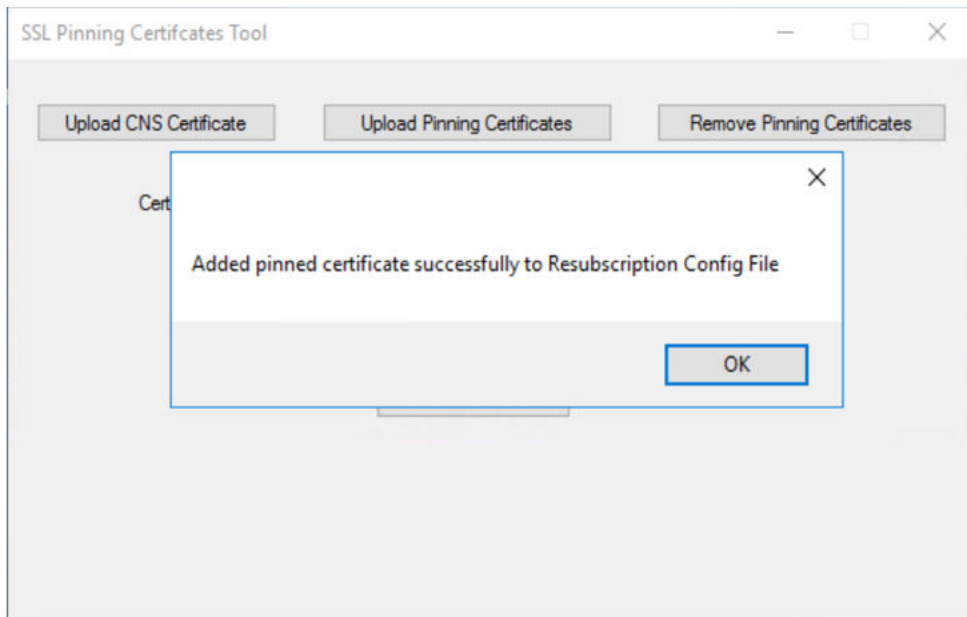 SSL Pinning Certifcates Tool
Upload CNS Certificate
Upload Pinning Certificates
Remove Pinning Certificates
Cert
Added pinned certificate successfully to Resubscription Config File
OK